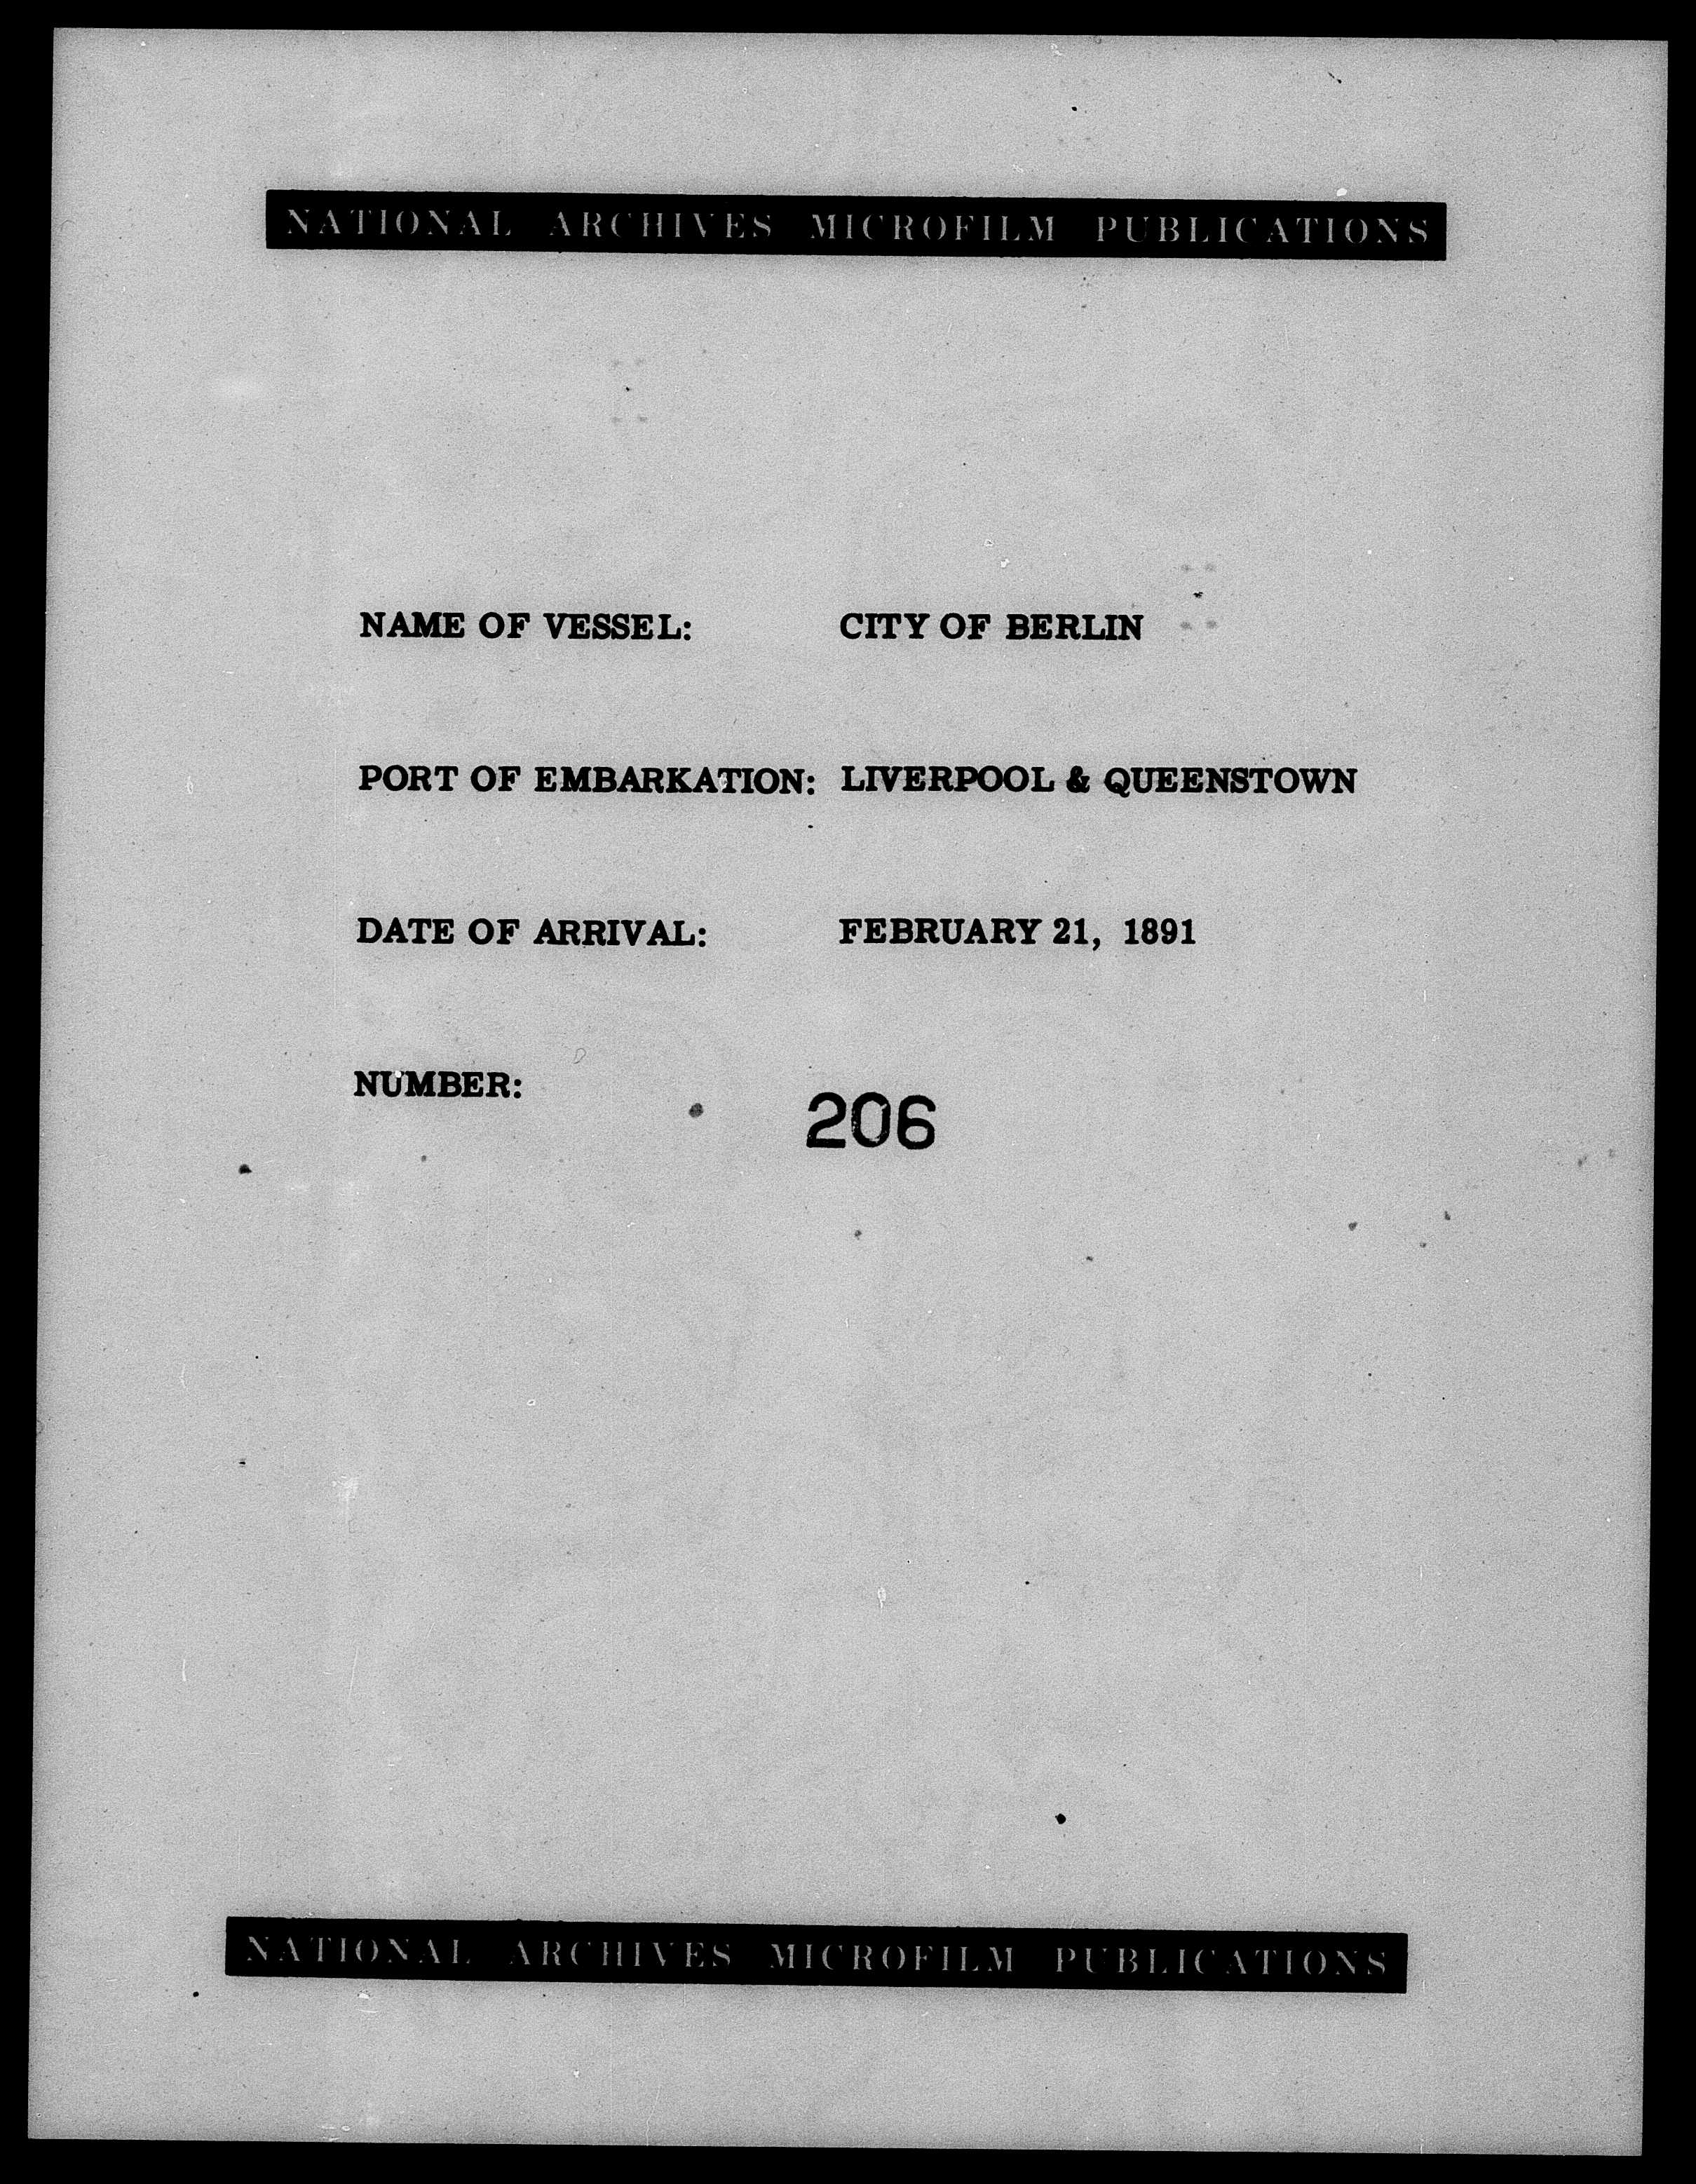 NATIONAL ARCHIVES MICROFILM PUBLICATIONS
NAME OF VESSEL: CITY OF BERLIN
PORT OF EMBARKATION: LIVERPOOL & QUEENSTOWN
DATE OF ARRIVAL: FEBRUARY 21, 1891
NUMBER: 206
NATIONAL ARCHIVES MICROFILM PUBLICATIONS